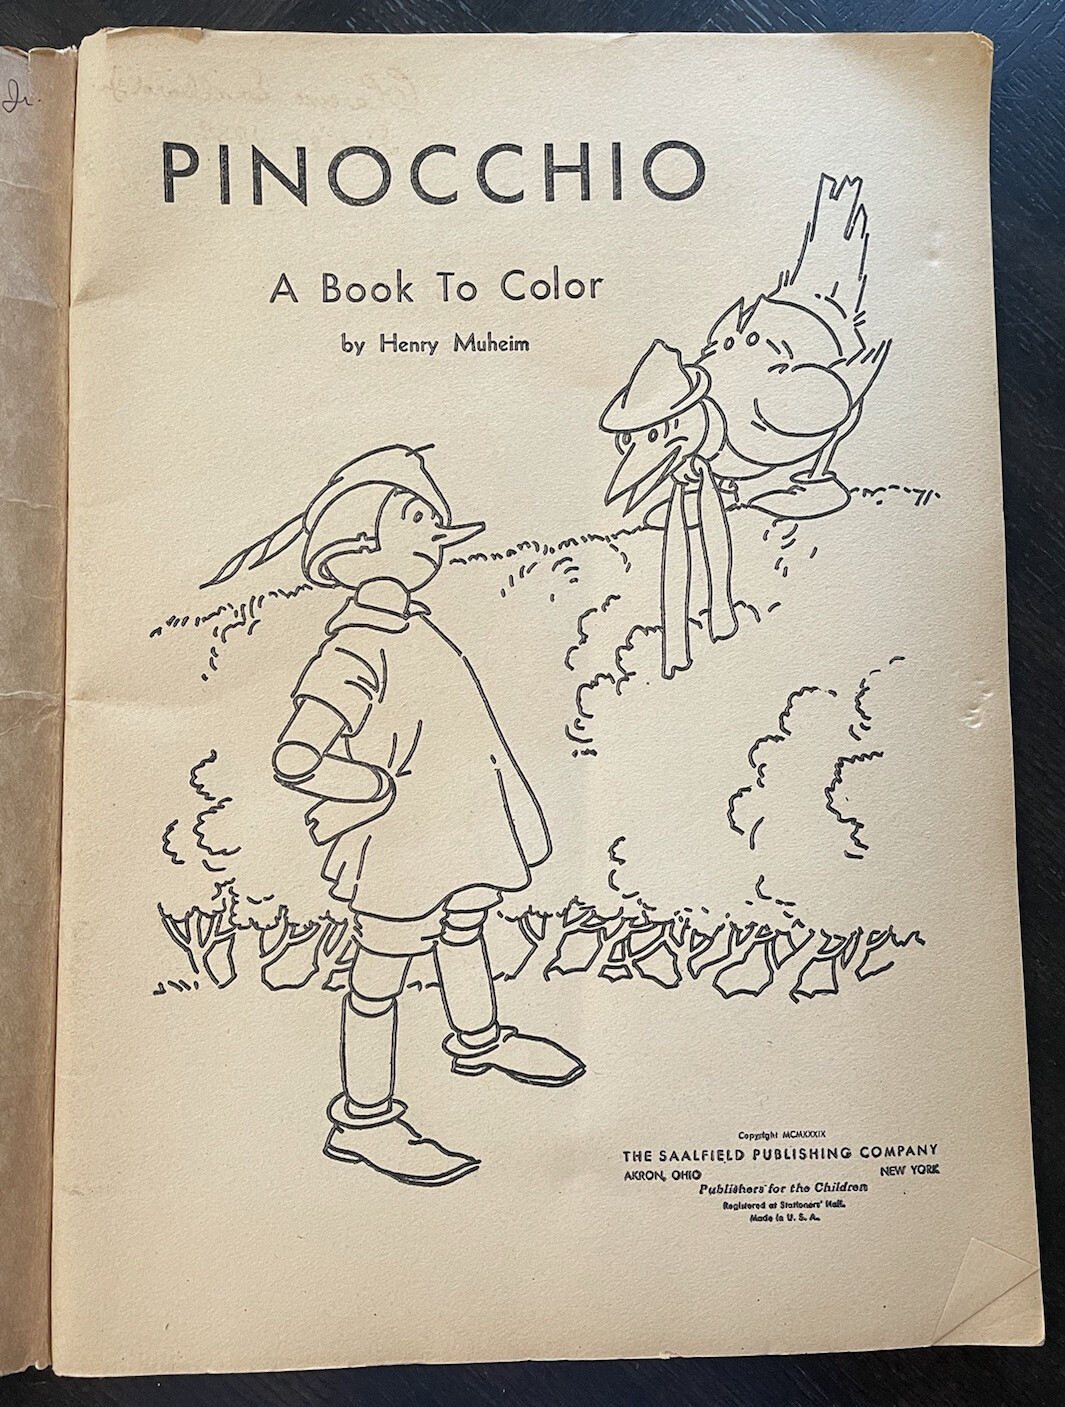 Jr.
PINOCCHIO
A Book To Color
by Henry Muheim
Copyright MCMXXXIX
THE SAALFIELD PUBLISHING COMPANY
AKRON, OHIO NEW YORK
Publishers for the Children
Registered at Stationers' Hall.
Made in U. S. A.